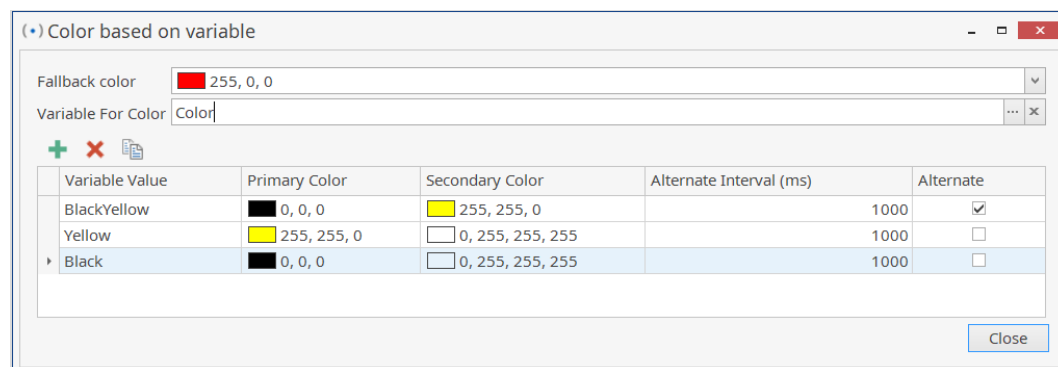 Color based on variable
Fallback color 255, 0, 0
Variable For Color Color
Variable Value Primary Color Secondary Color Alternate Interval (ms) Alternate
BlackYellow 0, 0, 0 255, 255, 0 1000
Yellow 255, 255, 0 0, 255, 255, 255 1000
Black 0, 0, 0 0, 255, 255, 255 1000
Close